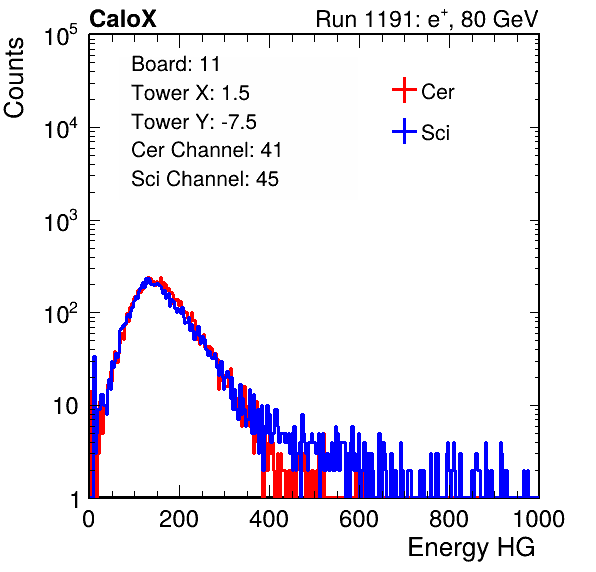 CaloX Run 1191: e⁺, 80 GeV
Counts
Board: 11
Tower X: 1.5
Tower Y: -7.5
Cer Channel: 41
Sci Channel: 45
Cer
Sci
10⁵
10⁴
10³
10²
10
1
0 200 400 600 800 1000
Energy HG